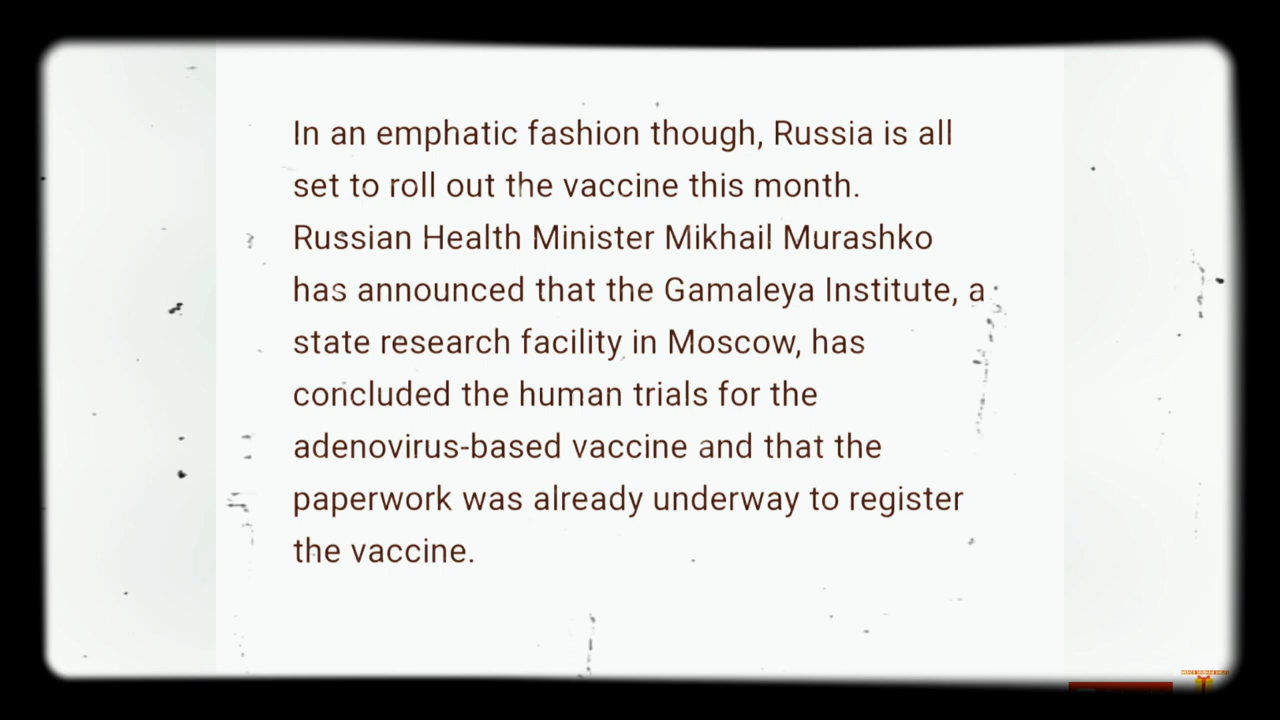 In an emphatic fashion though, Russia is all
set to roll out the vaccine this month.
Russian Health Minister Mikhail Murashko
has announced that the Gamaleya Institute, a
state research facility in Moscow, has
concluded the human trials for the
adenovirus-based vaccine and that the
paperwork was already underway to register
the vaccine.